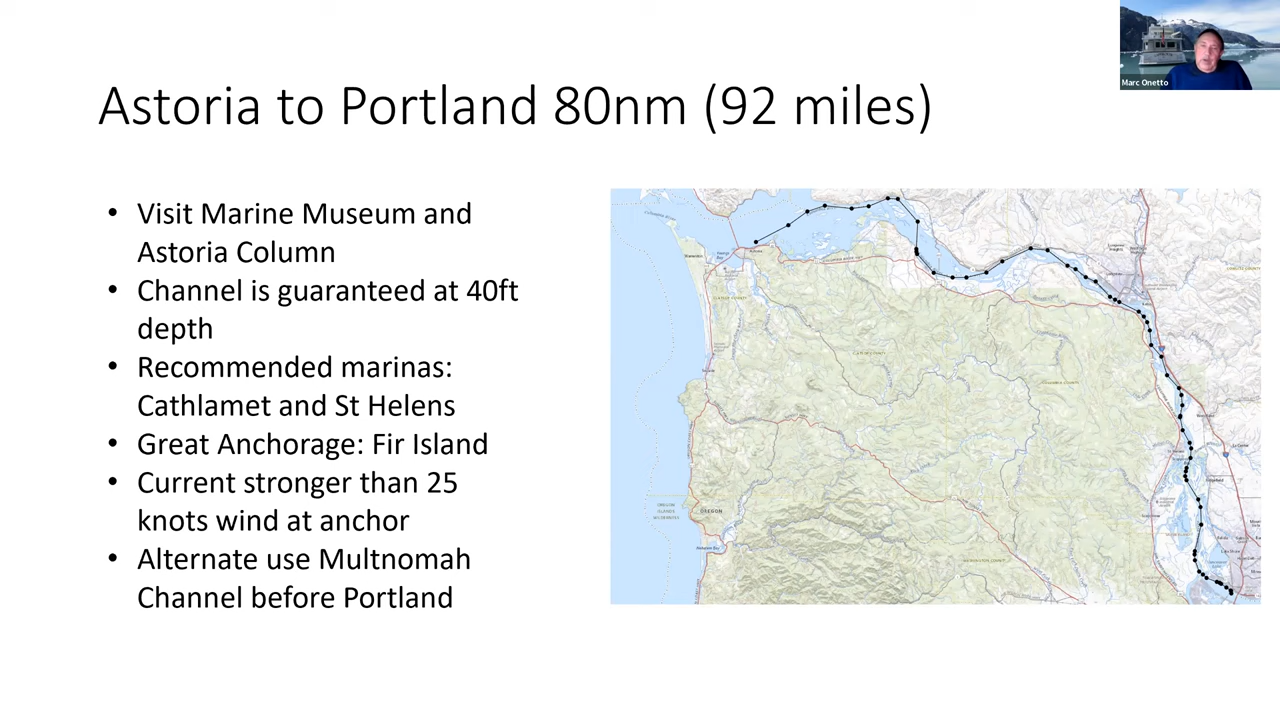 Marc Onetto
Astoria to Portland 80nm (92 miles)
• Visit Marine Museum and
Astoria Column
• Channel is guaranteed at 40ft
depth
• Recommended marinas:
Cathlamet and St Helens
• Great Anchorage: Fir Island
• Current stronger than 25
knots wind at anchor
• Alternate use Multnomah
Channel before Portland
OREGON